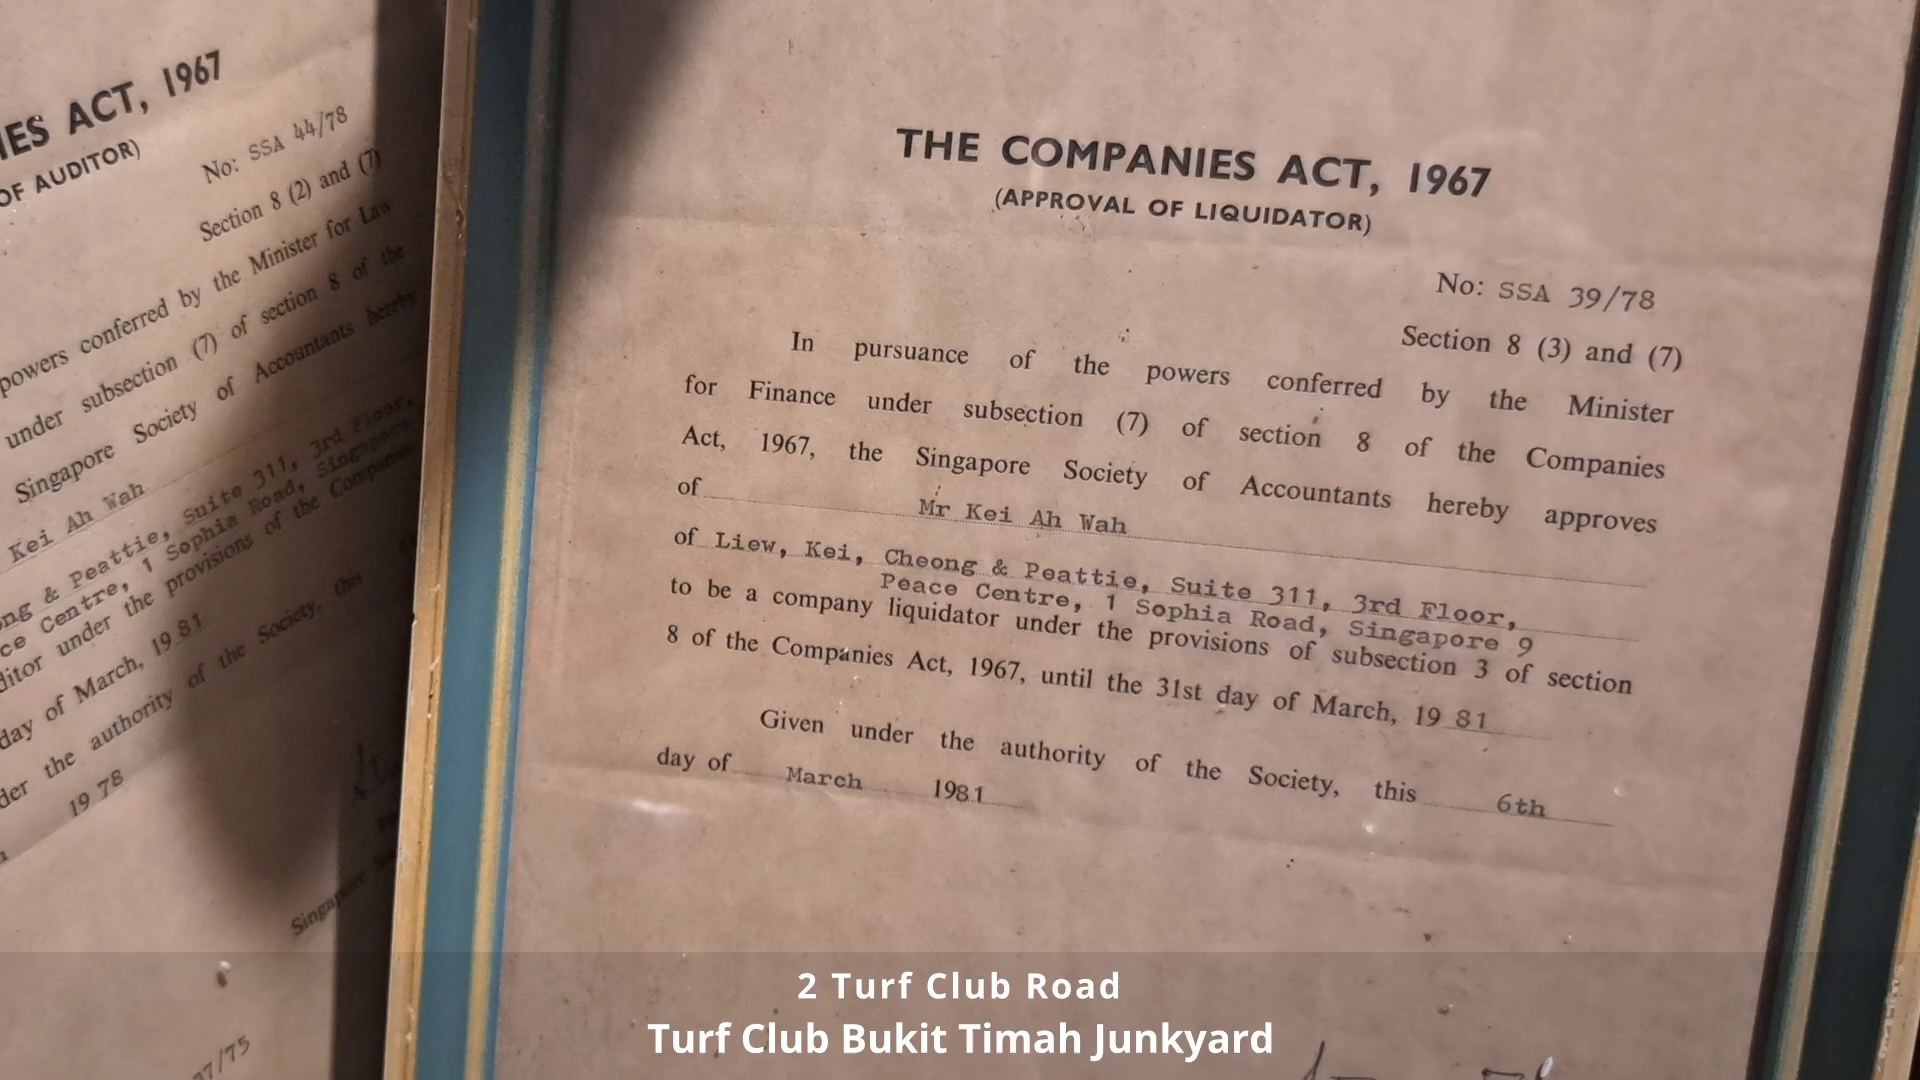 IES ACT, 1967
OF AUDITOR)
No: SSA 44/78
Section 8 (2) and (7)
powers conferred by the Minister for Law
under subsection (7) of section 8 of the
Singapore Society of Accountants hereby
Kei Ah Wah
ong & Peattie, Suite 311, 3rd Floor,
ce Centre, 1 Sophia Road, Singapore
ditor under the provisions of the Companies
day of March, 1981
der the authority of the Society, this
1978
Singapore
37/75
THE COMPANIES ACT, 1967
(APPROVAL OF LIQUIDATOR)
No: SSA 39/78
Section 8 (3) and (7)
In pursuance of the powers conferred by the Minister
for Finance under subsection (7) of section 8 of the Companies
Act, 1967, the Singapore Society of Accountants hereby approves
of Mr Kei Ah Wah
of Liew, Kei, Cheong & Peattie, Suite 311, 3rd Floor,
Peace Centre, 1 Sophia Road, Singapore 9
to be a company liquidator under the provisions of subsection 3 of section
8 of the Companies Act, 1967, until the 31st day of March, 1981
Given under the authority of the Society, this 6th
day of March 1981
2 Turf Club Road
Turf Club Bukit Timah Junkyard